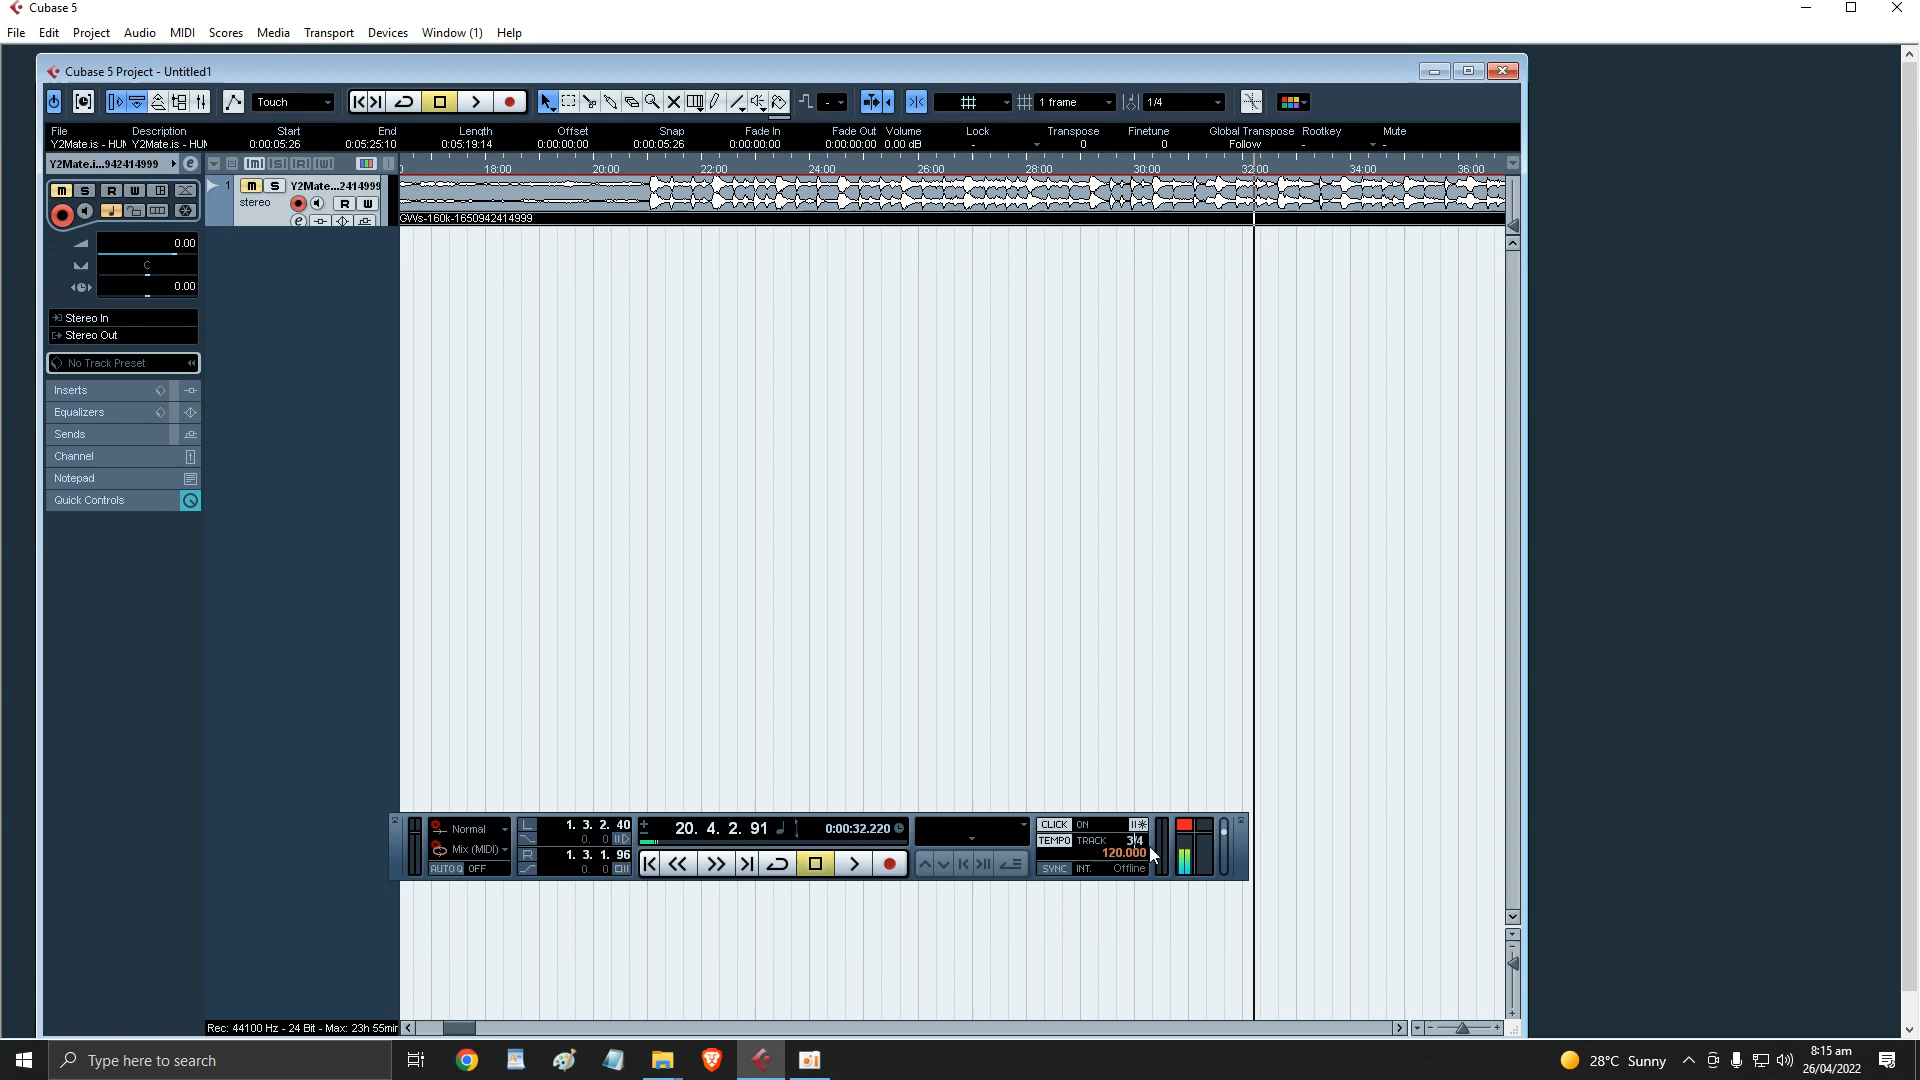 Cubase 5
File Edit Project Audio MIDI Scores Media Transport Devices Window (1) Help
Cubase 5 Project - Untitled1
Touch
1 frame
1/4
File Description Start End Length Offset Snap Fade In Fade Out Volume Lock Transpose Finetune Global Transpose Rootkey Mute
Y2Mate.is - HUN Y2Mate.is - HUN 0:00:05:26 0:05:25:10 0:05:19:14 0:00:00:00 0:00:05:26 0:00:00:00 0:00:00:00 0.00 dB - 0 0 Follow - -
Y2Mate.i...942414999
18:00 20:00 22:00 24:00 26:00 28:00 30:00 32:00 34:00 36:00
m S R W
1 m S Y2Mate...2414999
stereo R W
GWs-160k-1650942414999
0.00
C
0.00
Stereo In
Stereo Out
No Track Preset
Inserts
Equalizers
Sends
Channel
Notepad
Quick Controls
Normal
Mix (MIDI)
AUTO Q OFF
L 1. 3. 2. 40
0. 0
R 1. 3. 1. 96
0. 0
20. 4. 2. 91 0:00:32.220
CLICK ON
TEMPO TRACK 3/4
120.000
SYNC INT. Offline
Rec: 44100 Hz - 24 Bit - Max: 23h 55min
Type here to search
28°C Sunny
8:15 am
26/04/2022